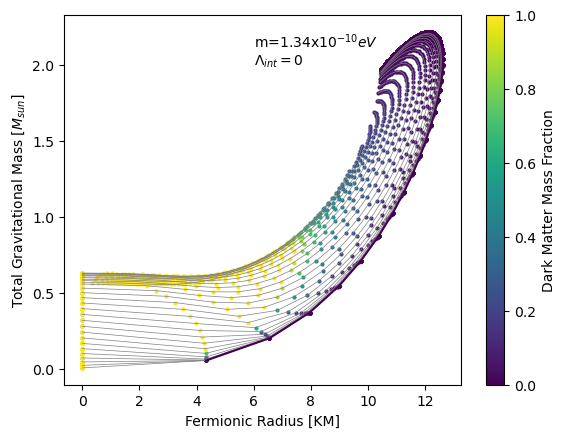 m=1.34x10⁻¹⁰eV
Λ_int = 0
Total Gravitational Mass [M_sun]
2.0
1.5
1.0
0.5
0.0
0 2 4 6 8 10 12
Fermionic Radius [KM]
1.0
0.8
0.6
0.4
0.2
0.0
Dark Matter Mass Fraction